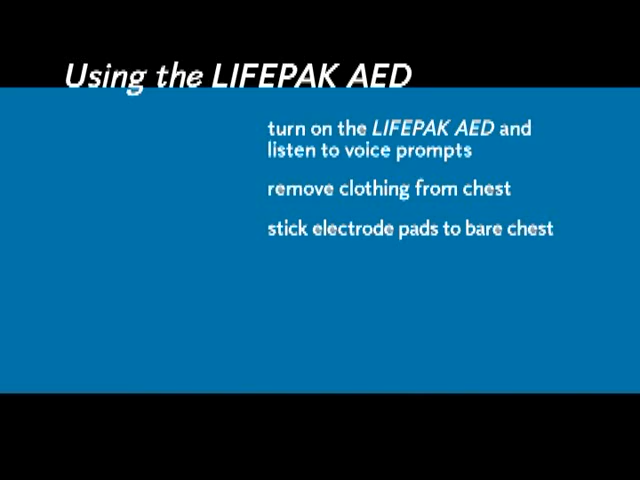 Using the LIFEPAK AED
turn on the LIFEPAK AED and
listen to voice prompts
remove clothing from chest
stick electrode pads to bare chest